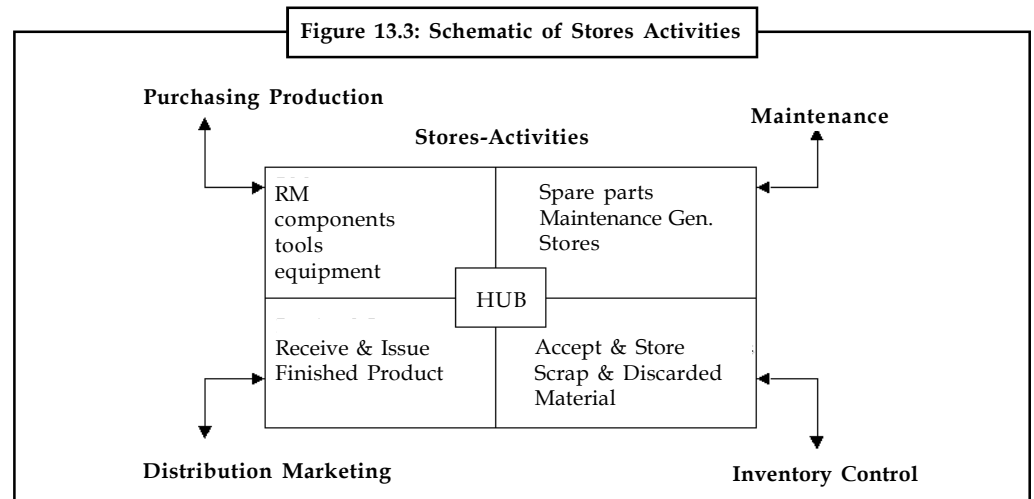 Figure 13.3: Schematic of Stores Activities
Purchasing Production
Maintenance
Stores-Activities
RM
components
tools
equipment
Spare parts
Maintenance Gen.
Stores
HUB
Receive & Issue
Finished Product
Accept & Store
Scrap & Discarded
Material
Distribution Marketing
Inventory Control